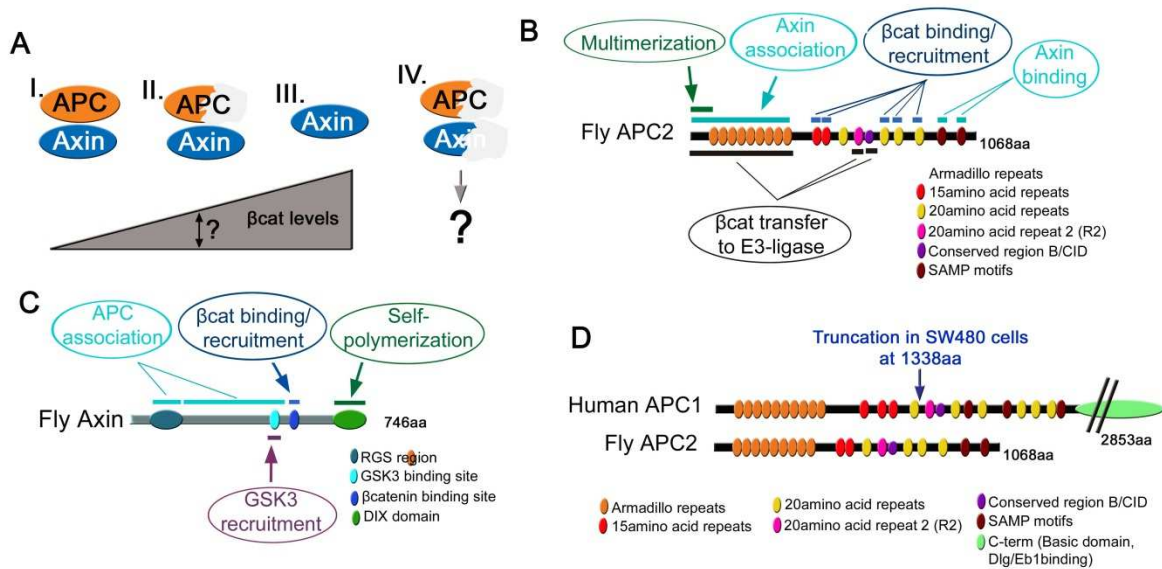 A
I.
APC
Axin
II.
APC
Axin
III.
Axin
IV.
APC
Axin
?
βcat levels
?
B
Multimerization
Axin
association
βcat binding/
recruitment
Axin
binding
Fly APC2
1068aa
βcat transfer
to E3-ligase
Armadillo repeats
15amino acid repeats
20amino acid repeats
20amino acid repeat 2 (R2)
Conserved region B/CID
SAMP motifs
C
APC
association
βcat binding/
recruitment
Self-
polymerization
Fly Axin
746aa
GSK3
recruitment
RGS region
GSK3 binding site
βcatenin binding site
DIX domain
D
Truncation in SW480 cells
at 1338aa
Human APC1
2853aa
Fly APC2
1068aa
Armadillo repeats
15amino acid repeats
20amino acid repeats
20amino acid repeat 2 (R2)
Conserved region B/CID
SAMP motifs
C-term (Basic domain,
Dlg/Eb1binding)